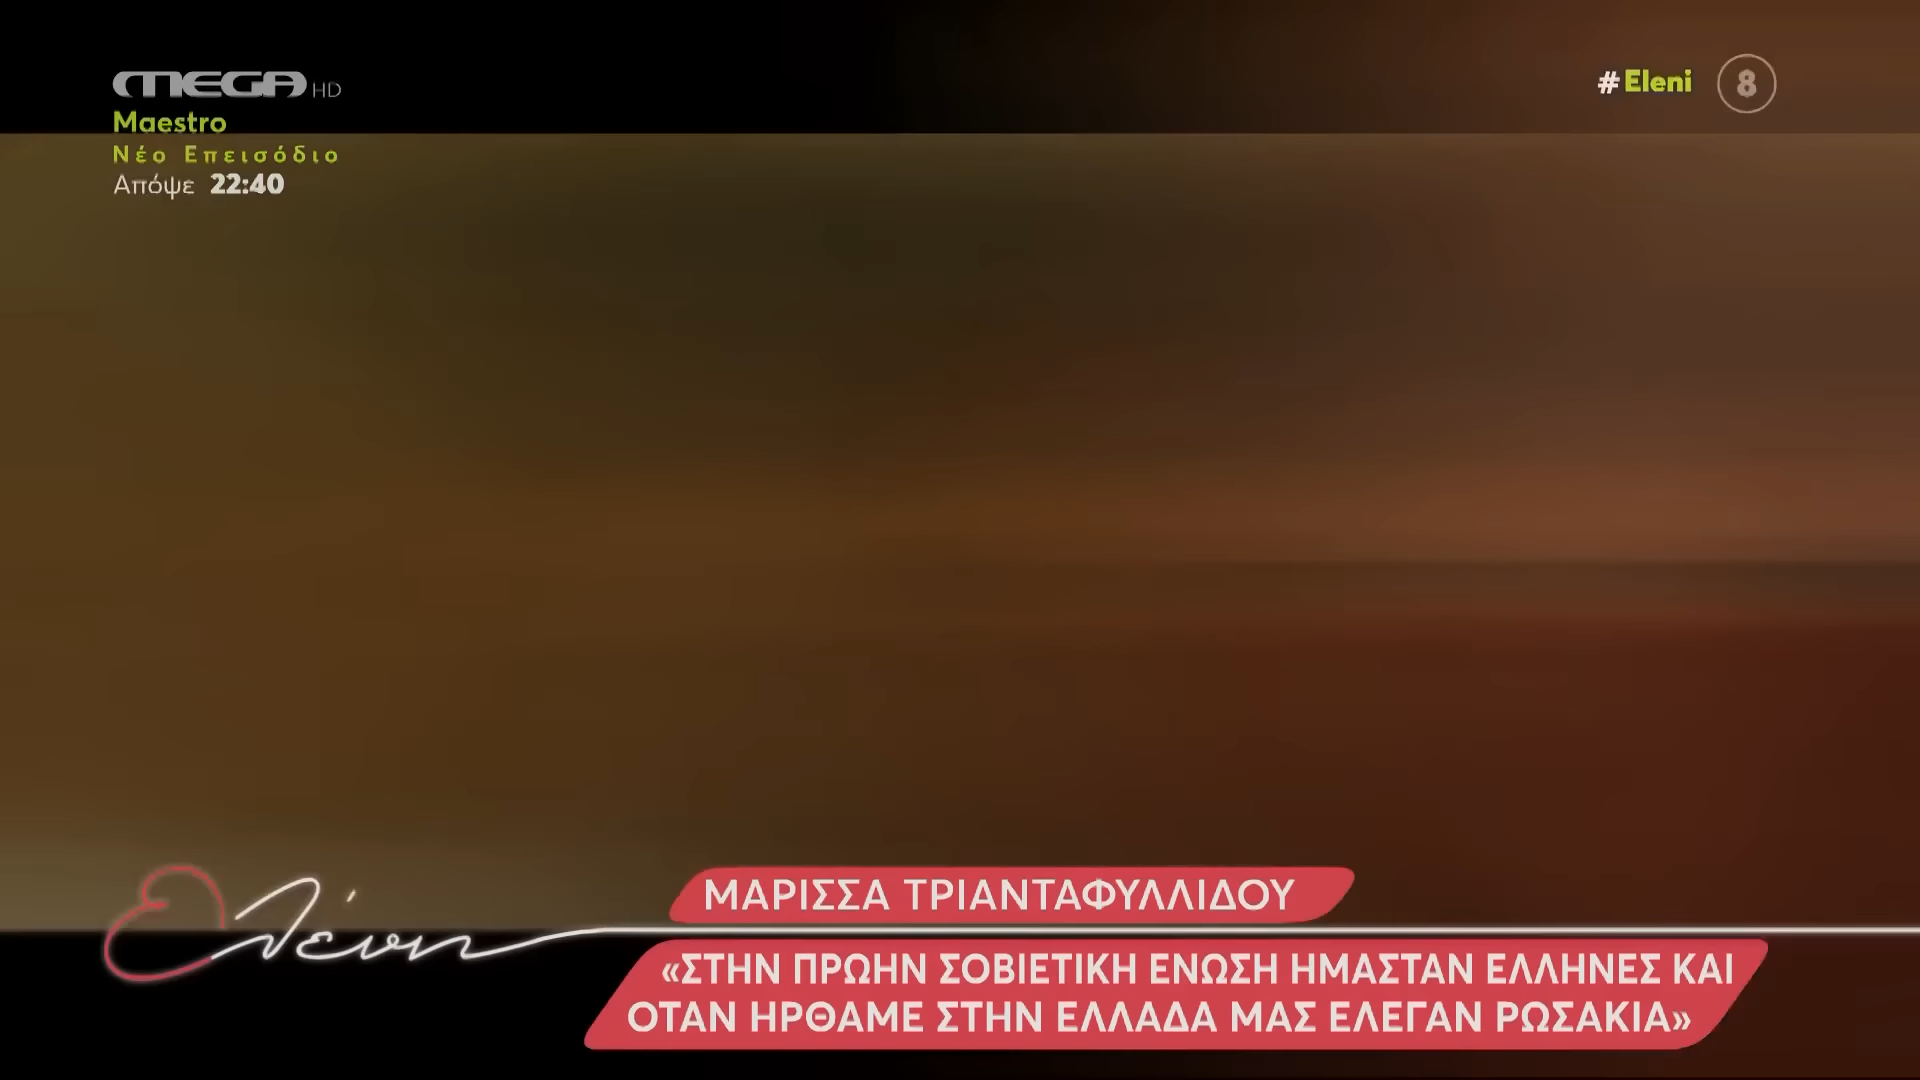 MEGA HD
Maestro
Νέο Επεισόδιο
Απόψε 22:40
#Eleni 8
Ελένη
ΜΑΡΙΣΣΑ ΤΡΙΑΝΤΑΦΥΛΛΙΔΟΥ
«ΣΤΗΝ ΠΡΩΗΝ ΣΟΒΙΕΤΙΚΗ ΕΝΩΣΗ ΗΜΑΣΤΑΝ ΕΛΛΗΝΕΣ ΚΑΙ
ΟΤΑΝ ΗΡΘΑΜΕ ΣΤΗΝ ΕΛΛΑΔΑ ΜΑΣ ΕΛΕΓΑΝ ΡΩΣΑΚΙΑ»